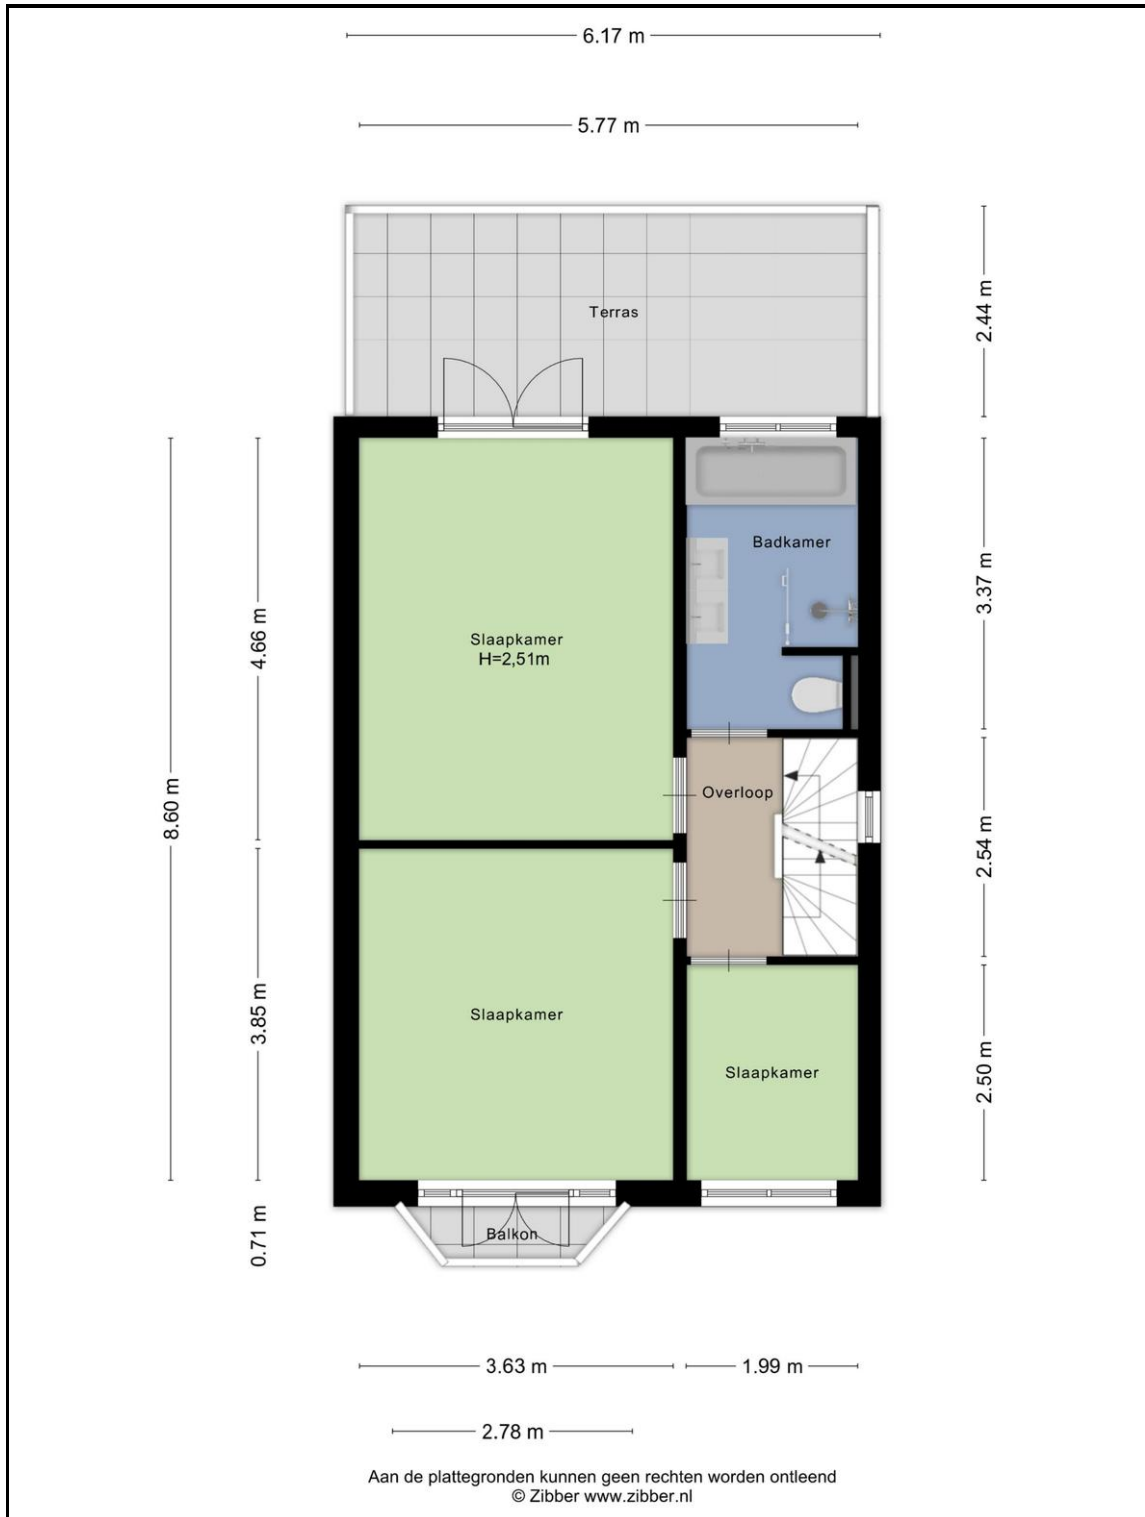 6.17 m
5.77 m
Terras
2.44 m
Badkamer
3.37 m
Slaapkamer
H=2,51m
4.66 m
8.60 m
Overloop
2.54 m
Slaapkamer
3.85 m
Slaapkamer
2.50 m
Balkon
0.71 m
3.63 m
1.99 m
2.78 m
Aan de plattegronden kunnen geen rechten worden ontleend
© Zibber www.zibber.nl